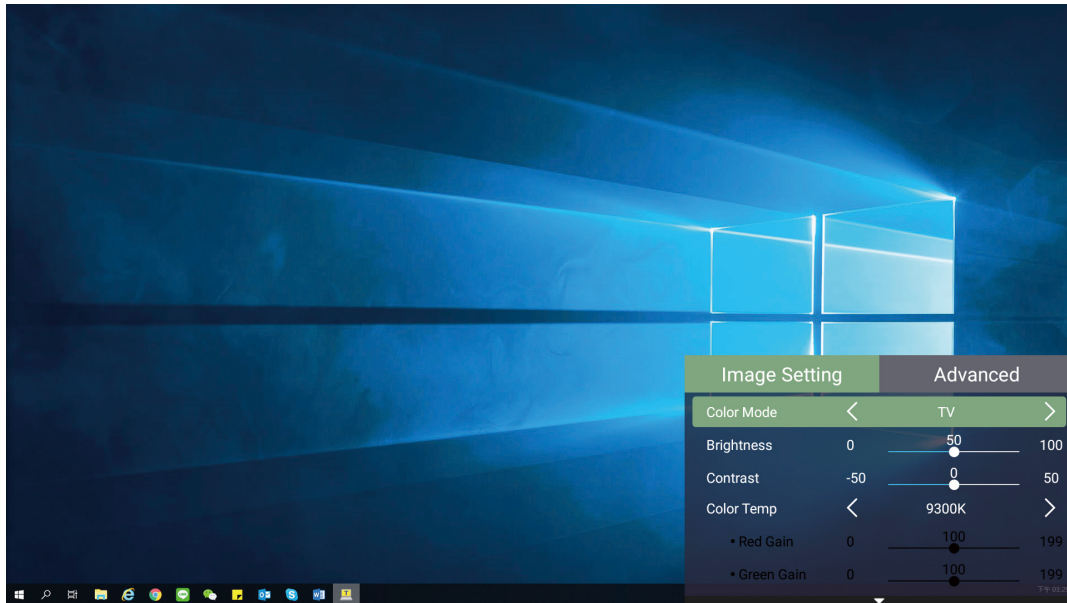 Image Setting Advanced
Color Mode TV
Brightness 0 50 100
Contrast -50 0 50
Color Temp 9300K
• Red Gain 0 100 199
• Green Gain 0 100 199